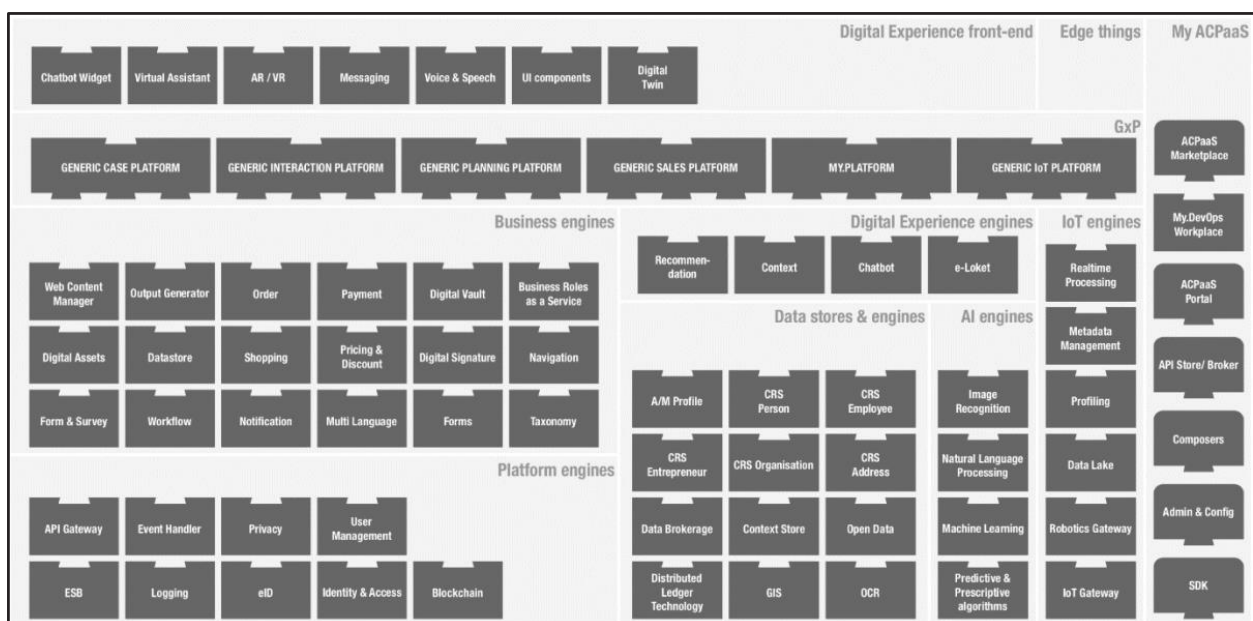 Digital Experience front-end
Edge things
My ACPaaS
Chatbot Widget
Virtual Assistant
AR / VR
Messaging
Voice & Speech
UI components
Digital
Twin
GxP
GENERIC CASE PLATFORM
GENERIC INTERACTION PLATFORM
GENERIC PLANNING PLATFORM
GENERIC SALES PLATFORM
MY.PLATFORM
GENERIC IoT PLATFORM
Business engines
Web Content
Manager
Output Generator
Order
Payment
Digital Vault
Business Roles
as a Service
Digital Assets
Datastore
Shopping
Pricing &
Discount
Digital Signature
Navigation
Form & Survey
Workflow
Notification
Multi Language
Forms
Taxonomy
Platform engines
API Gateway
Event Handler
Privacy
User
Management
ESB
Logging
eID
Identity & Access
Blockchain
Digital Experience engines
Recommen-
dation
Context
Chatbot
e-Loket
Data stores & engines
A/M Profile
CRS
Person
CRS
Employee
CRS
Entrepreneur
CRS Organisation
CRS
Address
Data Brokerage
Context Store
Open Data
Distributed
Ledger
Technology
GIS
OCR
AI engines
Image
Recognition
Natural Language
Processing
Machine Learning
Predictive &
Prescriptive
algorithms
IoT engines
Realtime
Processing
Metadata
Management
Profiling
Data Lake
Robotics Gateway
IoT Gateway
ACPaaS
Marketplace
My.DevOps
Workplace
ACPaaS
Portal
API Store/ Broker
Composers
Admin & Config
SDK